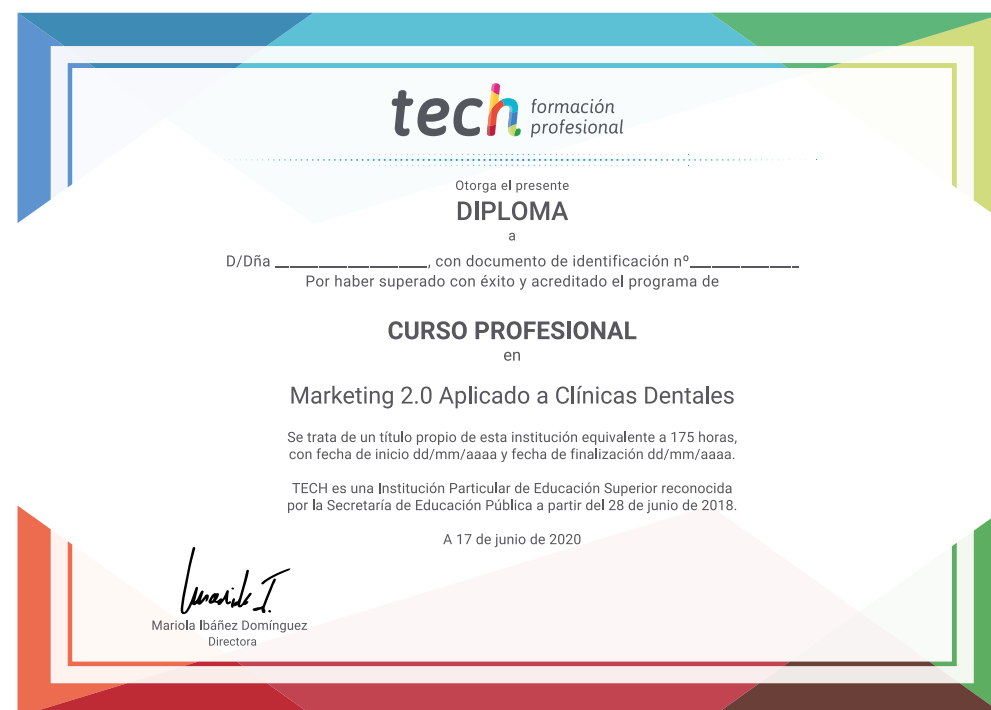 tech formación profesional
Otorga el presente
DIPLOMA
a
D/Dña ______________, con documento de identificación nº__________
Por haber superado con éxito y acreditado el programa de
CURSO PROFESIONAL
en
Marketing 2.0 Aplicado a Clínicas Dentales
Se trata de un título propio de esta institución equivalente a 175 horas,
con fecha de inicio dd/mm/aaaa y fecha de finalización dd/mm/aaaa.
TECH es una Institución Particular de Educación Superior reconocida
por la Secretaría de Educación Pública a partir del 28 de junio de 2018.
A 17 de junio de 2020
Mariola Ibáñez Domínguez
Directora